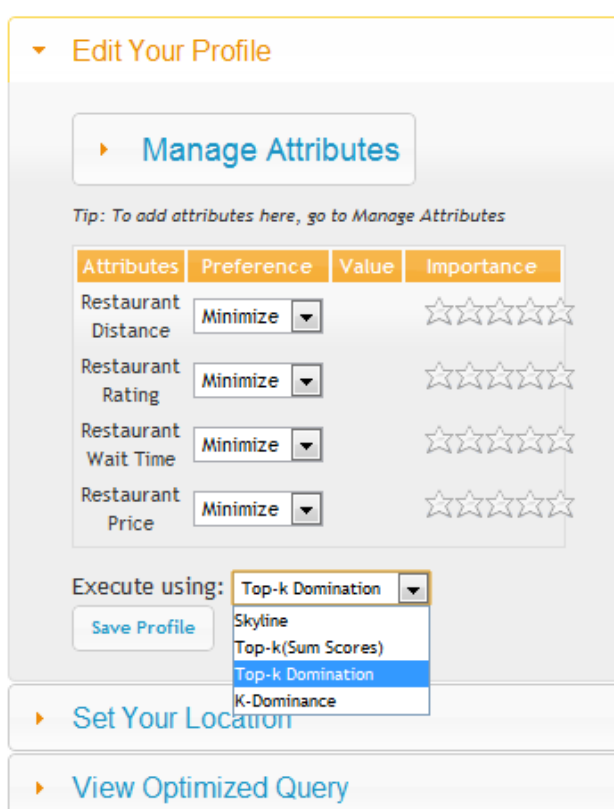 Edit Your Profile
Manage Attributes
Tip: To add attributes here, go to Manage Attributes
Attributes Preference Value Importance
Restaurant
Distance
Minimize
Restaurant
Rating
Minimize
Restaurant
Wait Time
Minimize
Restaurant
Price
Minimize
Execute using: Top-k Domination
Save Profile
Skyline
Top-k(Sum Scores)
Top-k Domination
K-Dominance
Set Your Location
View Optimized Query